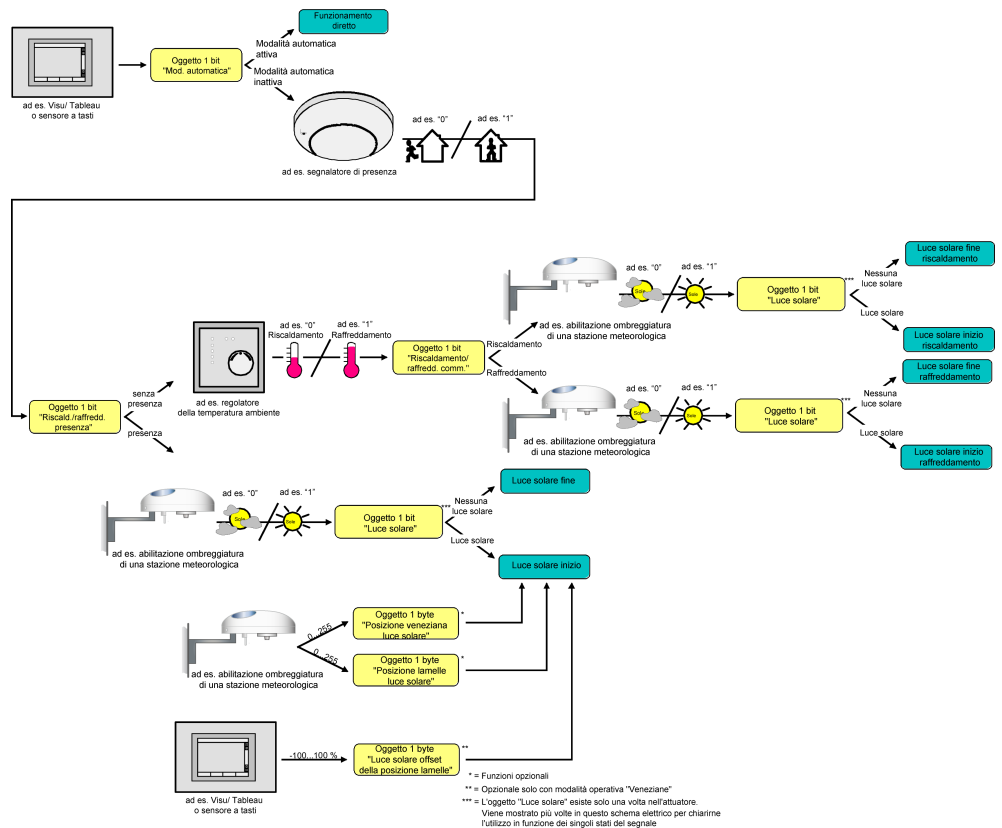 Funzionamento
diretto
Modalità automatica
attiva
Oggetto 1 bit
"Mod. automatica"
Modalità automatica
inattiva
ad es. Visu/ Tableau
o sensore a tasti
ad es. "0"
ad es. "1"
ad es. segnalatore di presenza
Luce solare fine
riscaldamento
ad es. "0"
ad es. "1"
Sole
Sole
Oggetto 1 bit
"Luce solare"
***
Nessuna
luce solare
Luce solare
ad es. abilitazione ombreggiatura
di una stazione meteorologica
Luce solare inizio
riscaldamento
ad es. "0"
Riscaldamento
ad es. "1"
Raffreddamento
Oggetto 1 bit
"Riscaldamento/
raffredd. comm."
Riscaldamento
Raffreddamento
ad es. regolatore
della temperatura ambiente
Luce solare fine
raffreddamento
ad es. "0"
ad es. "1"
Sole
Sole
Oggetto 1 bit
"Luce solare"
***
Nessuna
luce solare
Luce solare
ad es. abilitazione ombreggiatura
di una stazione meteorologica
Luce solare inizio
raffreddamento
Oggetto 1 bit
"Riscald./raffredd.
presenza"
senza
presenza
presenza
Luce solare fine
ad es. "0"
ad es. "1"
Sole
Sole
Oggetto 1 bit
"Luce solare"
***
Nessuna
luce solare
Luce solare
ad es. abilitazione ombreggiatura
di una stazione meteorologica
Luce solare inizio
0...255
Oggetto 1 byte
"Posizione veneziana
luce solare"
*
0...255
Oggetto 1 byte
"Posizione lamelle
luce solare"
*
ad es. abilitazione ombreggiatura
di una stazione meteorologica
-100...100 %
Oggetto 1 byte
"Luce solare offset
della posizione lamelle"
**
ad es. Visu/ Tableau
o sensore a tasti
* = Funzioni opzionali
** = Opzionale solo con modalità operativa "Veneziane"
*** = L'oggetto "Luce solare" esiste solo una volta nell'attuatore.
Viene mostrato più volte in questo schema elettrico per chiarirne
l'utilizzo in funzione dei singoli stati del segnale